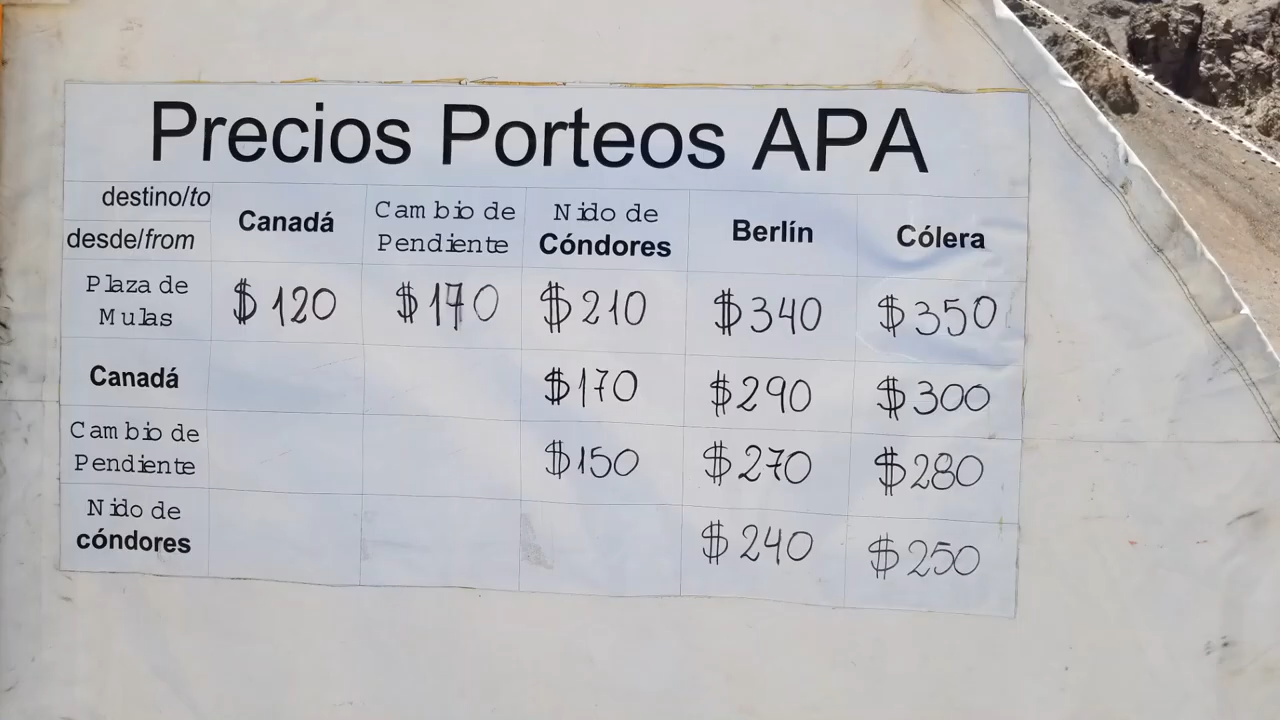 Precios Porteos APA
destino/to
desde/from
Canadá
Cambio de
Pendiente
Nido de
Cóndores
Berlín
Cólera
Plaza de
Mulas
$120
$170
$210
$340
$350
Canadá
$170
$290
$300
Cambio de
Pendiente
$150
$270
$280
Nido de
cóndores
$240
$250